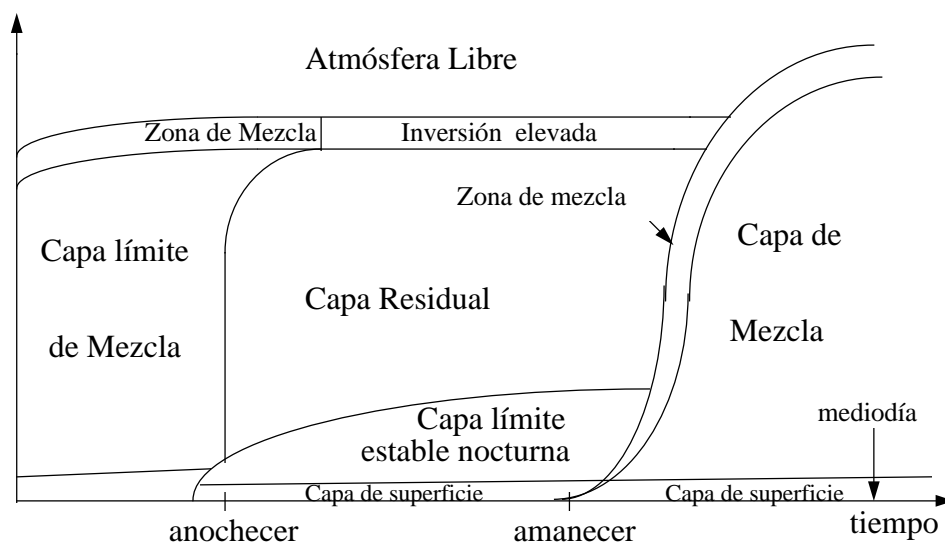 Atmósfera Libre
Zona de Mezcla
Inversión elevada
Zona de mezcla
Capa límite
de Mezcla
Capa Residual
Capa de
Mezcla
Capa límite
estable nocturna
mediodía
Capa de superficie
Capa de superficie
anochecer
amanecer
tiempo